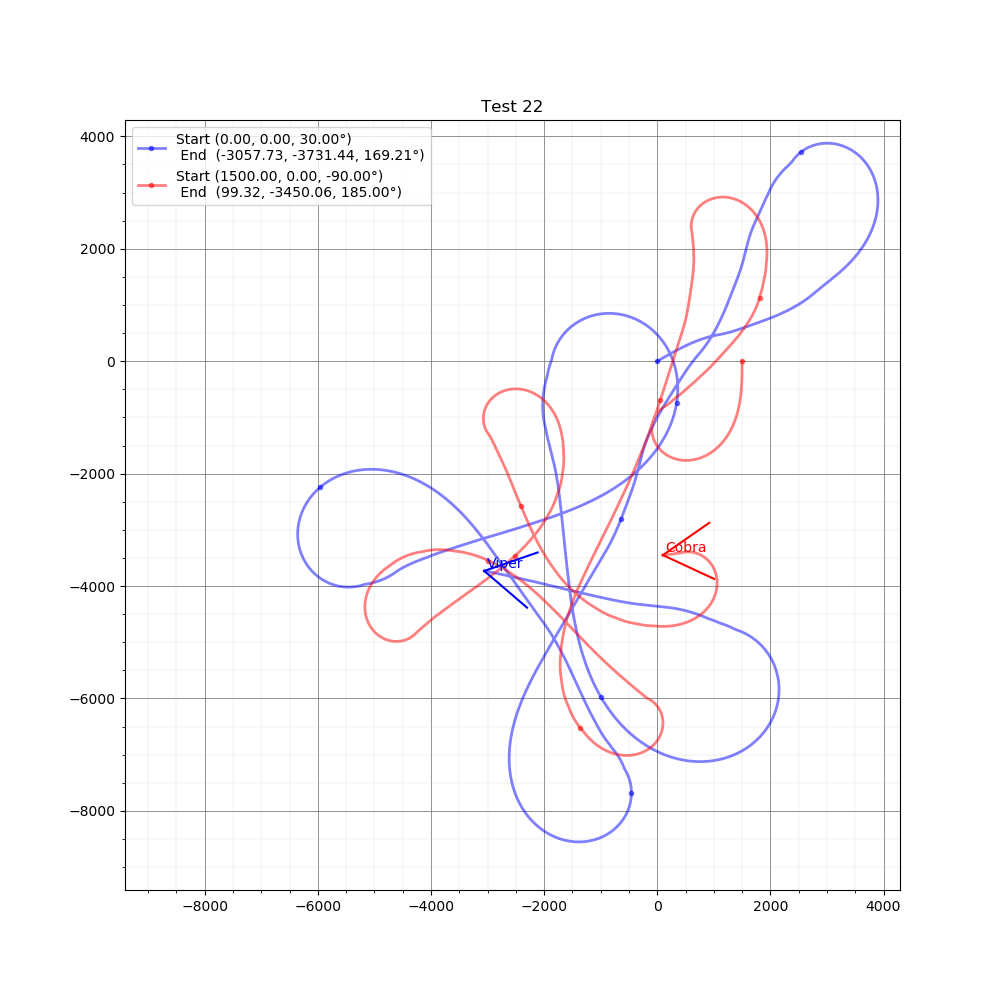 Test 22
Start (0.00, 0.00, 30.00°)
End (-3057.73, -3731.44, 169.21°)
Start (1500.00, 0.00, -90.00°)
End (99.32, -3450.06, 185.00°)
4000
2000
0
−2000
−4000
−6000
−8000
Cobra
Viper
−8000 −6000 −4000 −2000 0 2000 4000